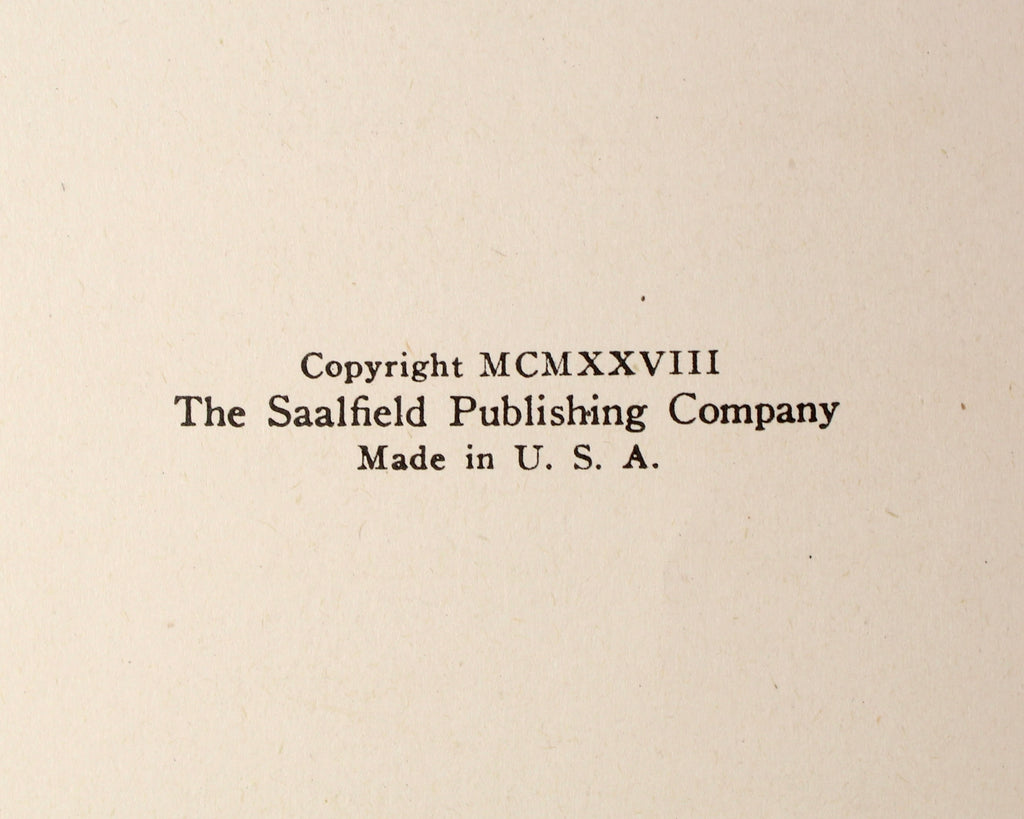 Copyright MCMXXVIII
The Saalfield Publishing Company
Made in U. S. A.